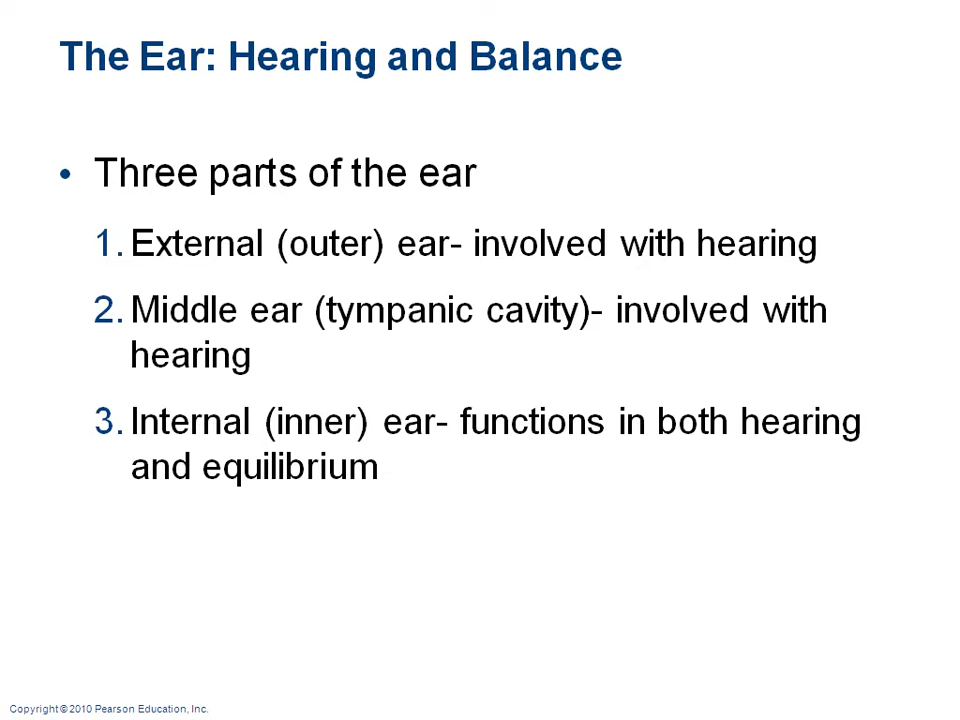 The Ear: Hearing and Balance
• Three parts of the ear
1. External (outer) ear- involved with hearing
2. Middle ear (tympanic cavity)- involved with
hearing
3. Internal (inner) ear- functions in both hearing
and equilibrium
Copyright © 2010 Pearson Education, Inc.